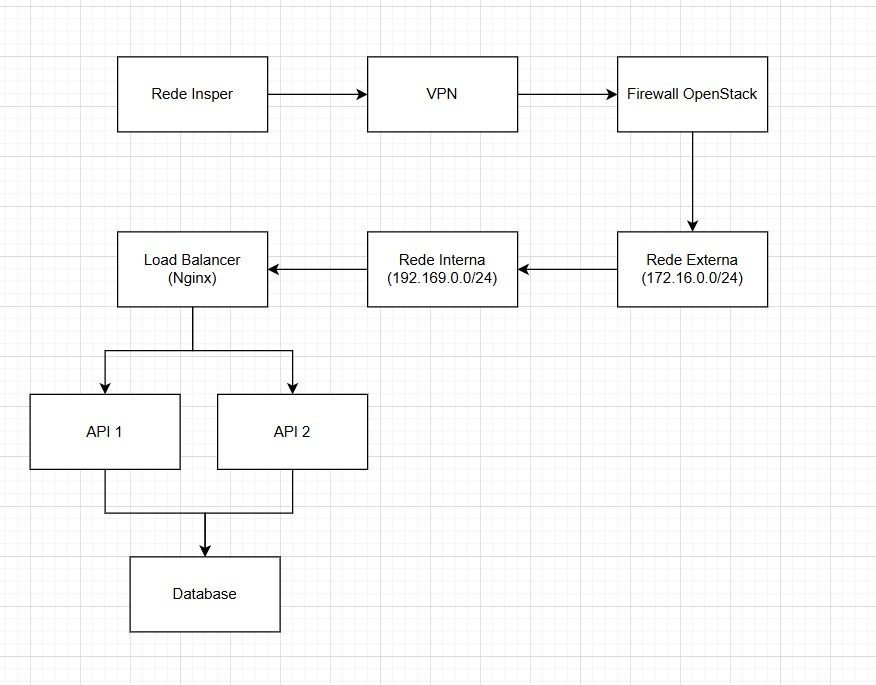 Rede Insper
VPN
Firewall OpenStack
Load Balancer
(Nginx)
Rede Interna
(192.169.0.0/24)
Rede Externa
(172.16.0.0/24)
API 1
API 2
Database